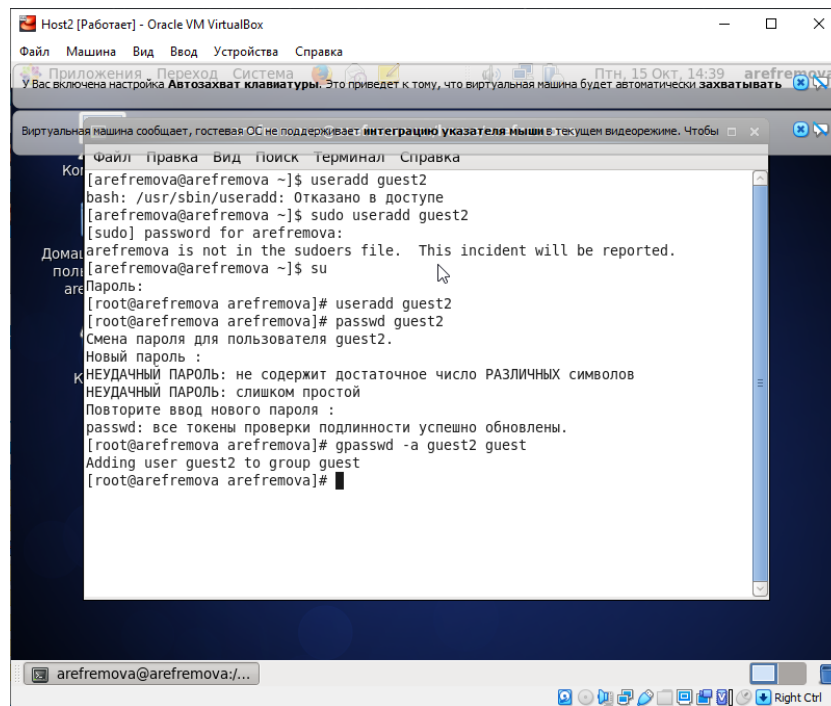 Host2 [Работает] - Oracle VM VirtualBox
Файл Машина Вид Ввод Устройства Справка
Приложения Переход Система Птн, 15 Окт, 14:39 arefremova
У Вас включена настройка Автозахват клавиатуры. Это приведет к тому, что виртуальная машина будет автоматически захватывать
Виртуальная машина сообщает, гостевая ОС не поддерживает интеграцию указателя мыши в текущем видеорежиме. Чтобы
Файл Правка Вид Поиск Терминал Справка
[arefremova@arefremova ~]$ useradd guest2
bash: /usr/sbin/useradd: Отказано в доступе
[arefremova@arefremova ~]$ sudo useradd guest2
[sudo] password for arefremova:
arefremova is not in the sudoers file.  This incident will be reported.
[arefremova@arefremova ~]$ su
Пароль:
[root@arefremova arefremova]# useradd guest2
[root@arefremova arefremova]# passwd guest2
Смена пароля для пользователя guest2.
Новый пароль :
НЕУДАЧНЫЙ ПАРОЛЬ: не содержит достаточное число РАЗЛИЧНЫХ символов
НЕУДАЧНЫЙ ПАРОЛЬ: слишком простой
Повторите ввод нового пароля :
passwd: все токены проверки подлинности успешно обновлены.
[root@arefremova arefremova]# gpasswd -a guest2 guest
Adding user guest2 to group guest
[root@arefremova arefremova]#
arefremova@arefremova:/...
Right Ctrl